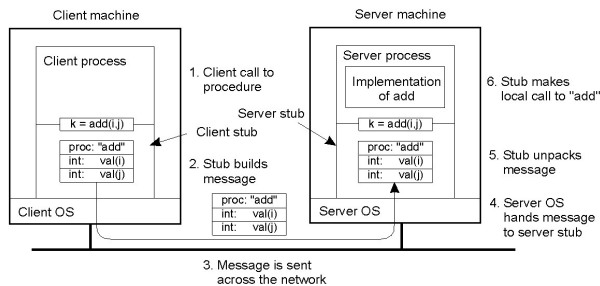 Client machine
Server machine
Client process
1. Client call to
procedure
Server process
Implementation
of add
6. Stub makes
local call to "add"
Server stub
k = add(i,j)
k = add(i,j)
Client stub
proc: "add"
int: val(i)
int: val(j)
proc: "add"
int: val(i)
int: val(j)
5. Stub unpacks
message
2. Stub builds
message
proc: "add"
int: val(i)
int: val(j)
Client OS
Server OS
4. Server OS
hands message
to server stub
3. Message is sent
across the network